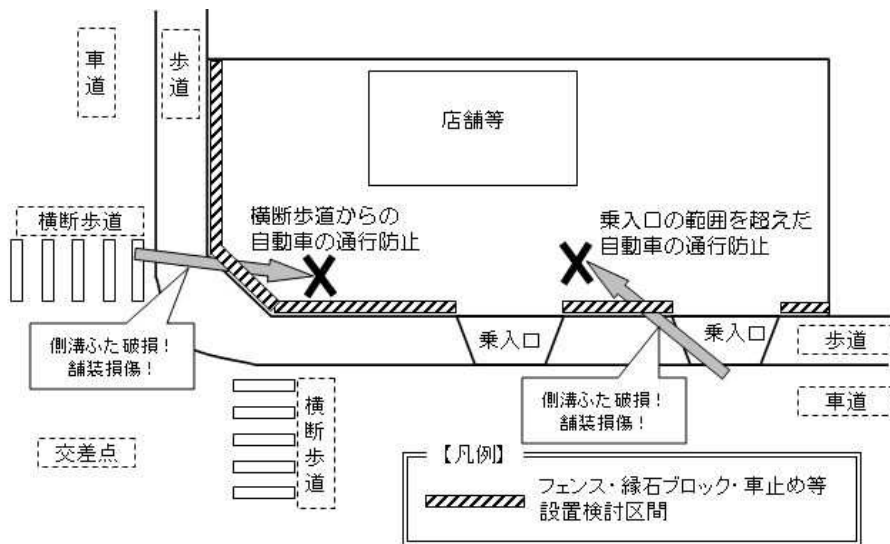 車道
歩道
店舗等
横断歩道
横断歩道からの
自動車の通行防止
乗入口の範囲を超えた
自動車の通行防止
側溝ふた破損!
舗装損傷!
乗入口
乗入口
歩道
側溝ふた破損!
舗装損傷!
車道
横断歩道
交差点
【凡例】
フェンス・縁石ブロック・車止め等
設置検討区間